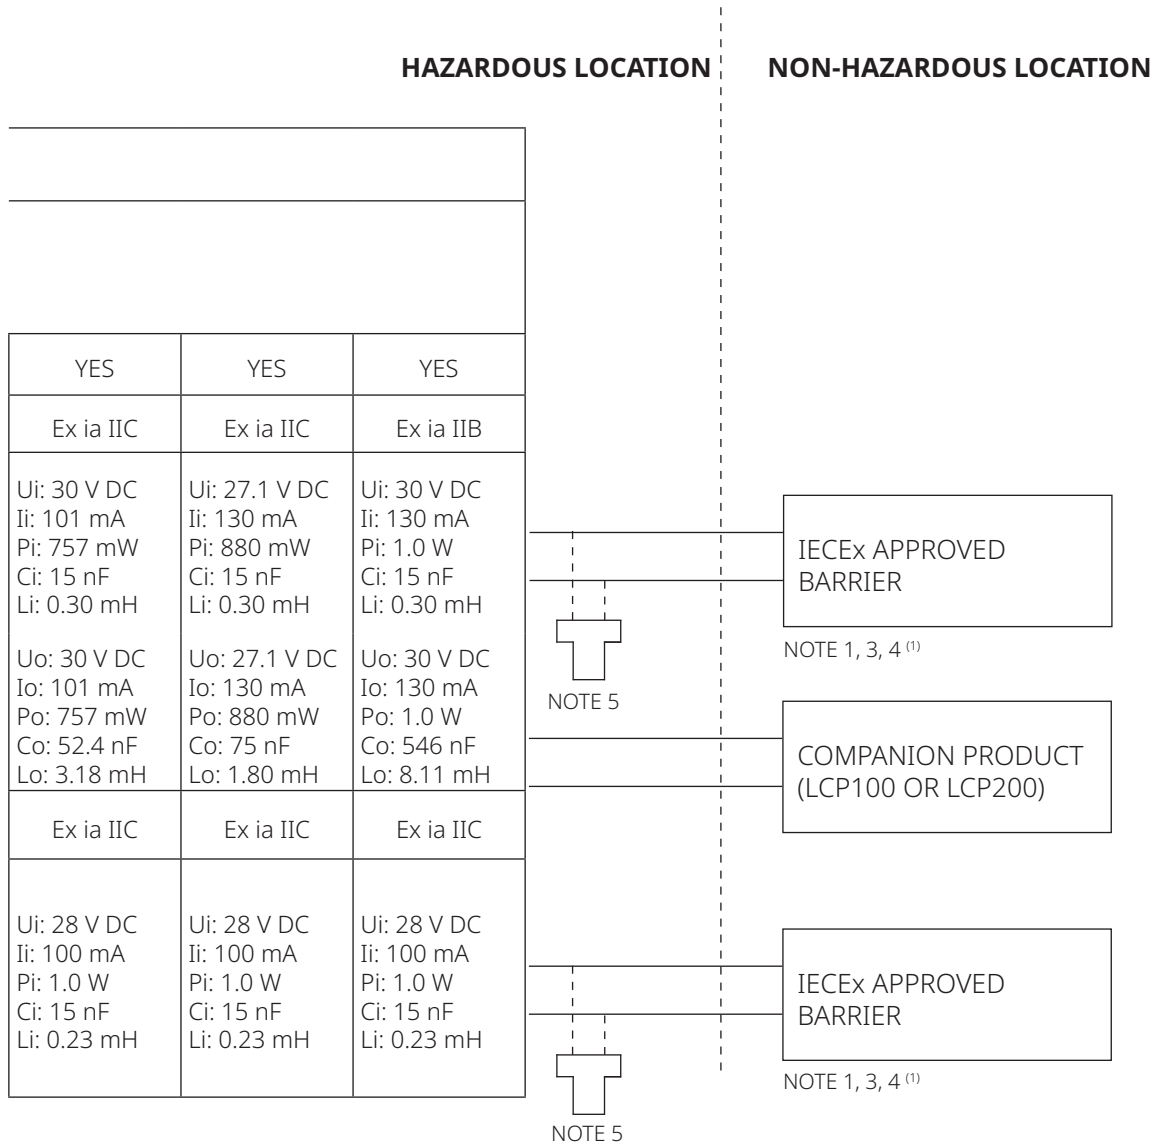 HAZARDOUS LOCATION
NON-HAZARDOUS LOCATION
YES
YES
YES
Ex ia IIC
Ex ia IIC
Ex ia IIB
Ui: 30 V DC
Ii: 101 mA
Pi: 757 mW
Ci: 15 nF
Li: 0.30 mH
Ui: 27.1 V DC
Ii: 130 mA
Pi: 880 mW
Ci: 15 nF
Li: 0.30 mH
Ui: 30 V DC
Ii: 130 mA
Pi: 1.0 W
Ci: 15 nF
Li: 0.30 mH
Uo: 30 V DC
Io: 101 mA
Po: 757 mW
Co: 52.4 nF
Lo: 3.18 mH
Uo: 27.1 V DC
Io: 130 mA
Po: 880 mW
Co: 75 nF
Lo: 1.80 mH
Uo: 30 V DC
Io: 130 mA
Po: 1.0 W
Co: 546 nF
Lo: 8.11 mH
IECEx APPROVED
BARRIER
NOTE 1, 3, 4 (1)
NOTE 5
COMPANION PRODUCT
(LCP100 OR LCP200)
Ex ia IIC
Ex ia IIC
Ex ia IIC
Ui: 28 V DC
Ii: 100 mA
Pi: 1.0 W
Ci: 15 nF
Li: 0.23 mH
Ui: 28 V DC
Ii: 100 mA
Pi: 1.0 W
Ci: 15 nF
Li: 0.23 mH
Ui: 28 V DC
Ii: 100 mA
Pi: 1.0 W
Ci: 15 nF
Li: 0.23 mH
IECEx APPROVED
BARRIER
NOTE 1, 3, 4 (1)
NOTE 5